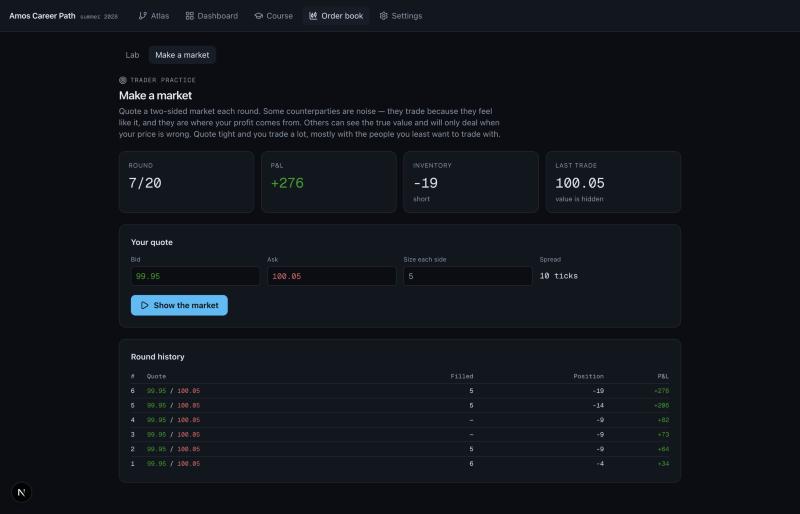 Amos Career Path summer 2028 Atlas Dashboard Course Order book Settings
Lab Make a market
TRADER PRACTICE
Make a market
Quote a two-sided market each round. Some counterparties are noise — they trade because they feel
like it, and they are where your profit comes from. Others can see the true value and will only deal when
your price is wrong. Quote tight and you trade a lot, mostly with the people you least want to trade with.
ROUND P&L INVENTORY LAST TRADE
7/20 +276 -19 100.05
short value is hidden
Your quote
Bid Ask Size each side Spread
99.95 100.05 5 10 ticks
Show the market
Round history
# Quote Filled Position P&L
6 99.95 / 100.05 5 -19 +276
5 99.95 / 100.05 5 -14
4 99.95 / 100.05 – -9 +82
3 99.95 / 100.05 – -9 +73
2 99.95 / 100.05 5 -9 +64
1 99.95 / 100.05 6 -4 +34
N